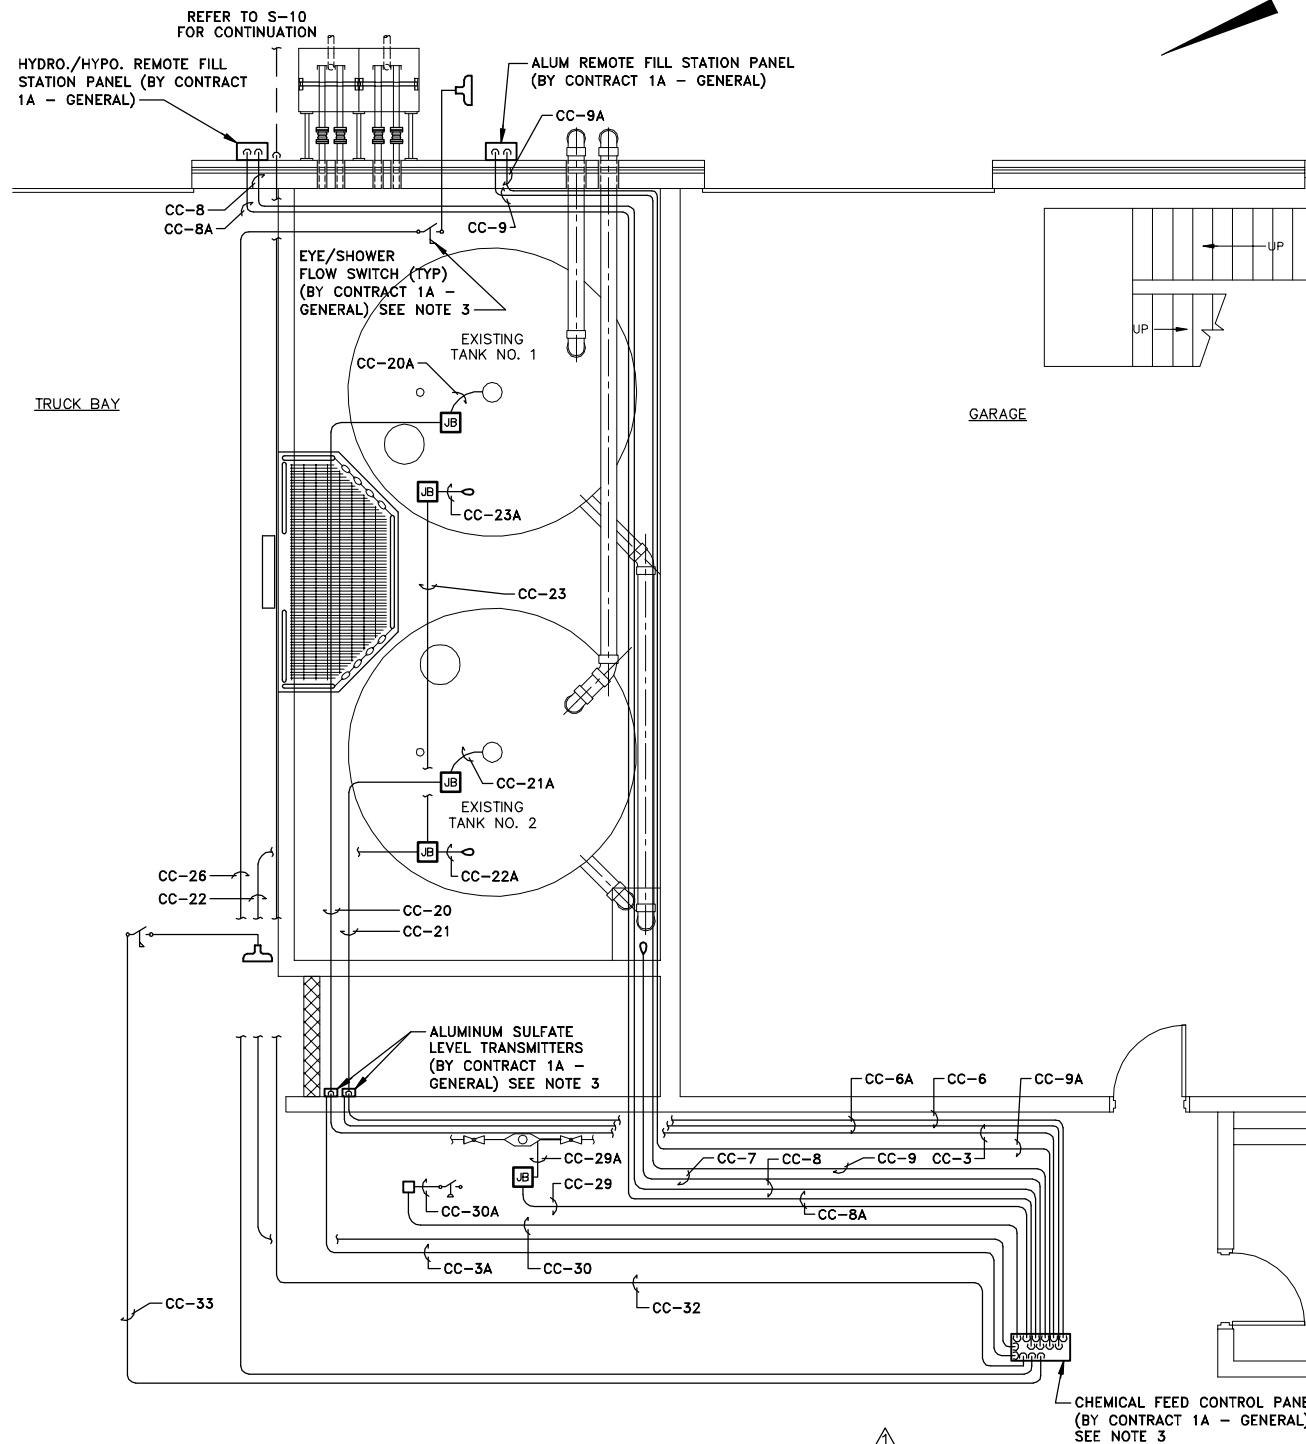 REFER TO S-10
FOR CONTINUATION
HYDRO./HYPO. REMOTE FILL
STATION PANEL (BY CONTRACT
1A - GENERAL)
ALUM REMOTE FILL STATION PANEL
(BY CONTRACT 1A - GENERAL)
CC-9A
CC-8
CC-8A
CC-9
UP
EYE/SHOWER
FLOW SWITCH (TYP)
(BY CONTRACT 1A -
GENERAL) SEE NOTE 3
UP
EXISTING
TANK NO. 1
CC-20A
TRUCK BAY
GARAGE
JB
JB
CC-23A
CC-23
JB
CC-21A
EXISTING
TANK NO. 2
JB
CC-22A
CC-26
CC-22
CC-20
CC-21
ALUMINUM SULFATE
LEVEL TRANSMITTERS
(BY CONTRACT 1A -
GENERAL) SEE NOTE 3
CC-6A
CC-6
CC-9A
CC-29A
CC-7
CC-8
CC-9
CC-3
JB
CC-29
CC-30A
CC-8A
CC-3A
CC-30
CC-33
CC-32
CHEMICAL FEED CONTROL PANE
(BY CONTRACT 1A - GENERAL)
SEE NOTE 3
1